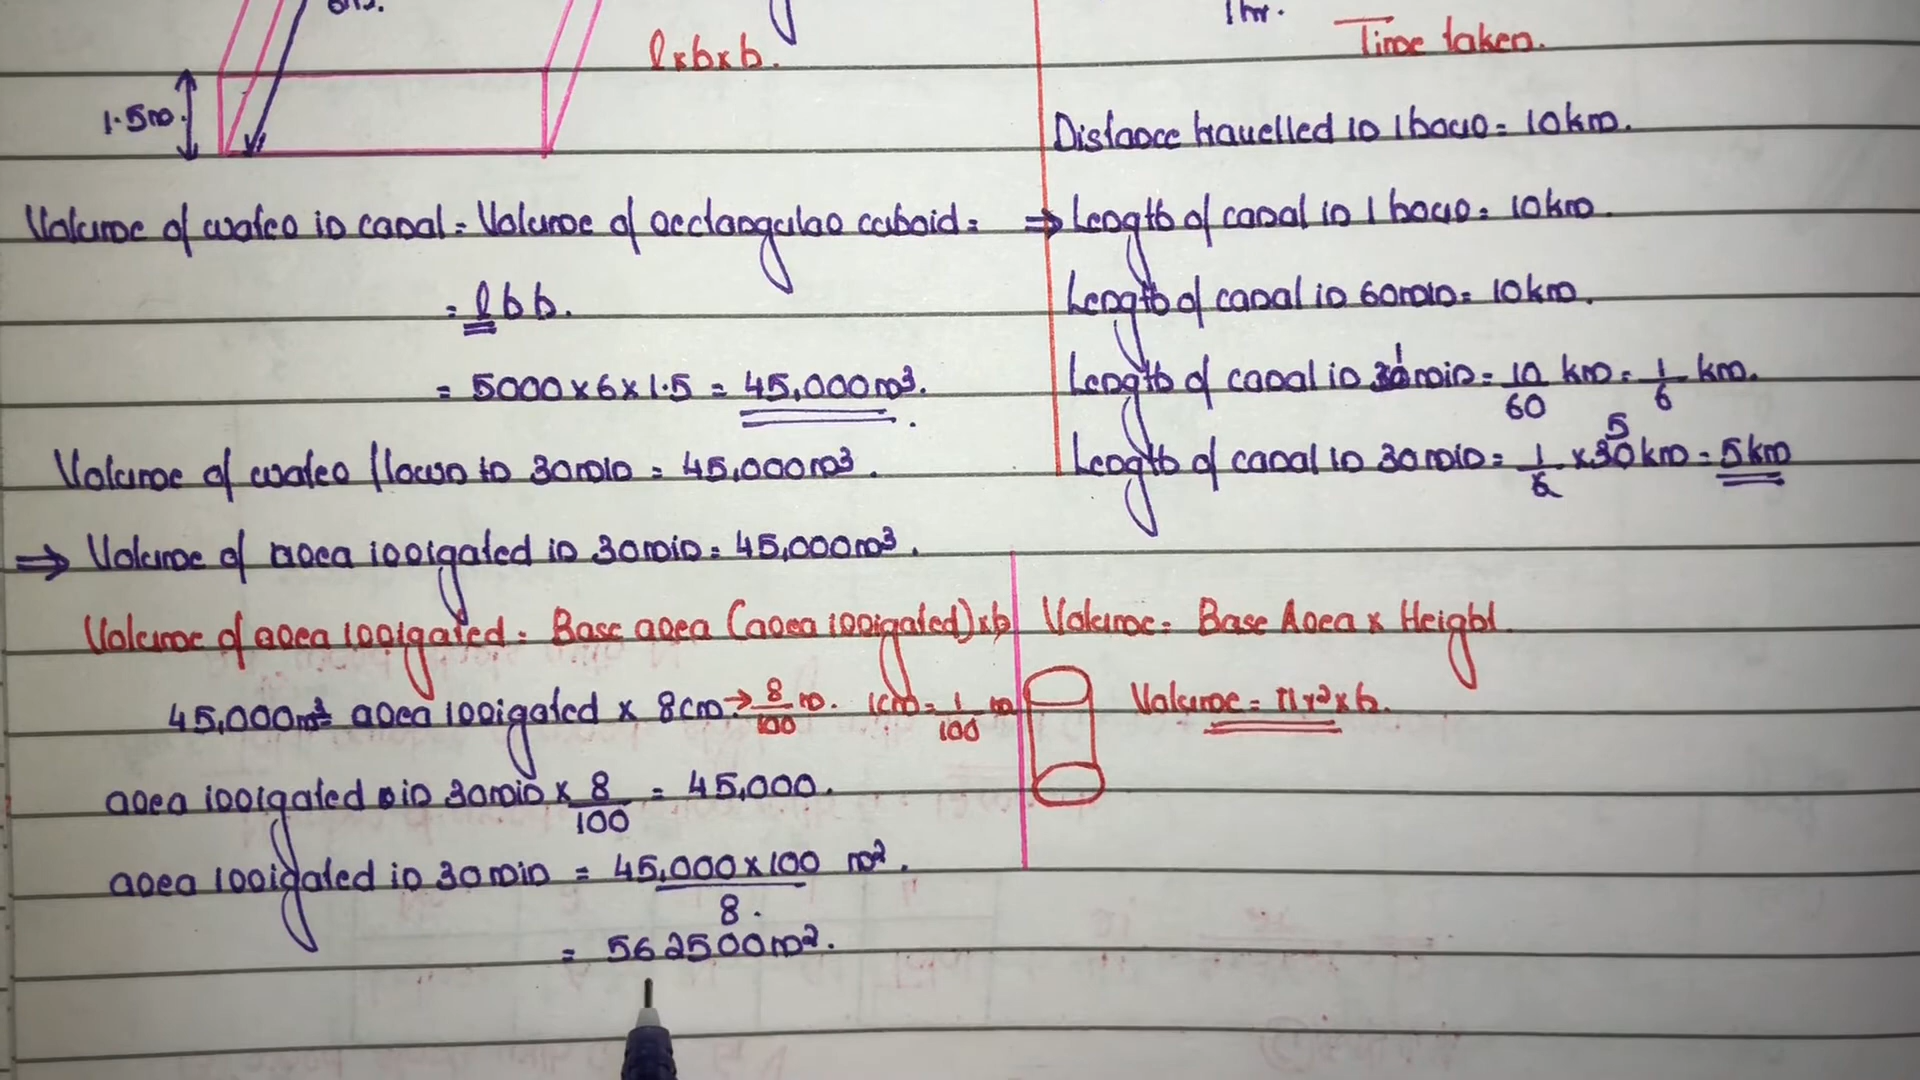 1hr.
l×b×h.
Time taken.
1.5m.
Distance travelled in 1 hour = 10km.
Volume of water in canal = Volume of rectangular cuboid =
⇒ Length of canal in 1 hour = 10km.
= lbh.
Length of canal in 60min = 10km.
= 5000×6×1.5 = 45,000m³.
Length of canal in 1min = 10/60 km = 1/6 km.
Volume of water flows in 30min = 45,000m³.
Length of canal in 30min = 1/6 × 30 5 km = 5km
⇒ Volume of area irrigated in 30min = 45,000m³.
Volume of area irrigated = Base area (area irrigated)×h
Volume = Base Area × Height.
45,000m³ = area irrigated × 8cm → 8/100 m. 1cm = 1/100 m
Volume = πr²×h.
area irrigated in 30min × 8/100 = 45,000.
area irrigated in 30min = 45,000×100/8. m².
= 562500m².